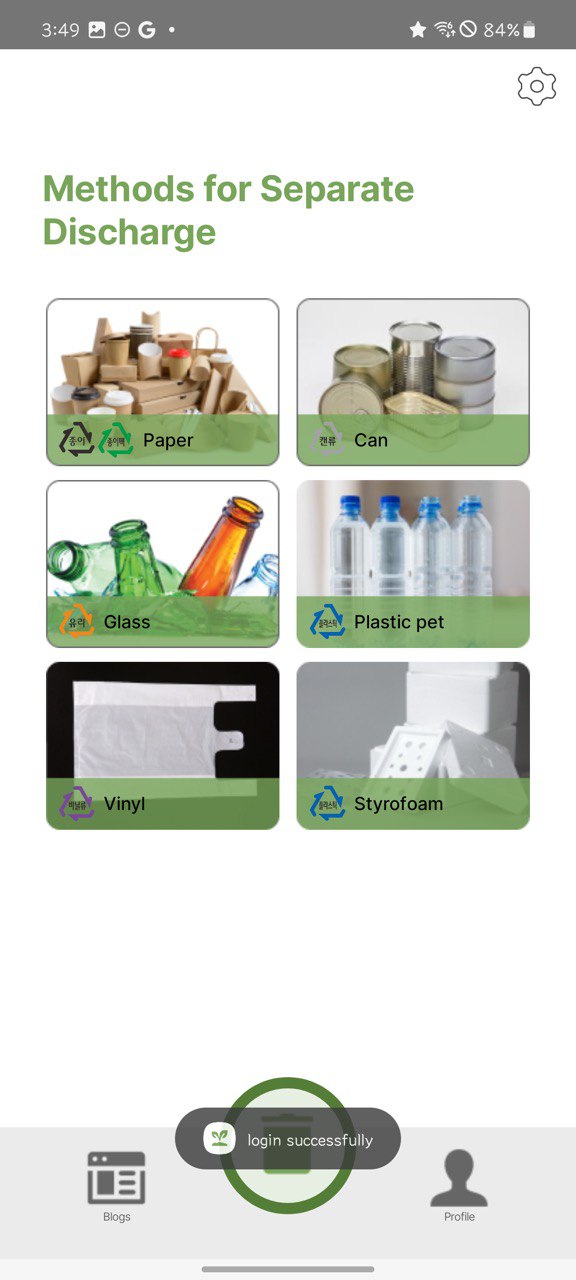 3:49
84%
Methods for Separate
Discharge
종이 종이팩 Paper
캔류 Can
유리 Glass
플라스틱 Plastic pet
비닐류 Vinyl
플라스틱 Styrofoam
login successfully
Blogs
Profile